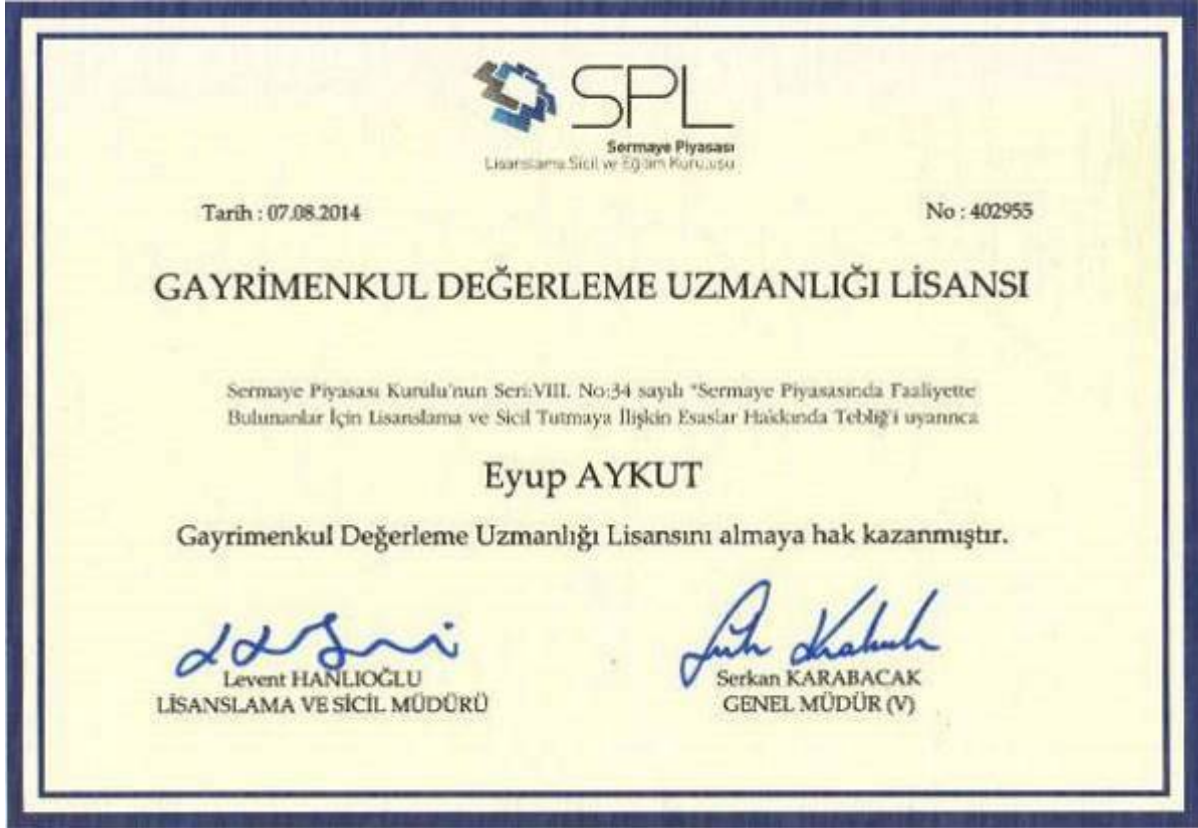 SPL
Sermaye Piyasası
Lisanslama Sicil ve Eğitim Kuruluşu
Tarih : 07.08.2014
No : 402955
GAYRİMENKUL DEĞERLEME UZMANLIĞI LİSANSI
Sermaye Piyasası Kurulu'nun Seri:VIII. No:34 sayılı "Sermaye Piyasasında Faaliyette
Bulunanlar İçin Lisanslama ve Sicil Tutmaya İlişkin Esaslar Hakkında Tebliğ'i uyarınca
Eyup AYKUT
Gayrimenkul Değerleme Uzmanlığı Lisansını almaya hak kazanmıştır.
Levent HANLIOĞLU
LİSANSLAMA VE SİCİL MÜDÜRÜ
Serkan KARABACAK
GENEL MÜDÜR (V)